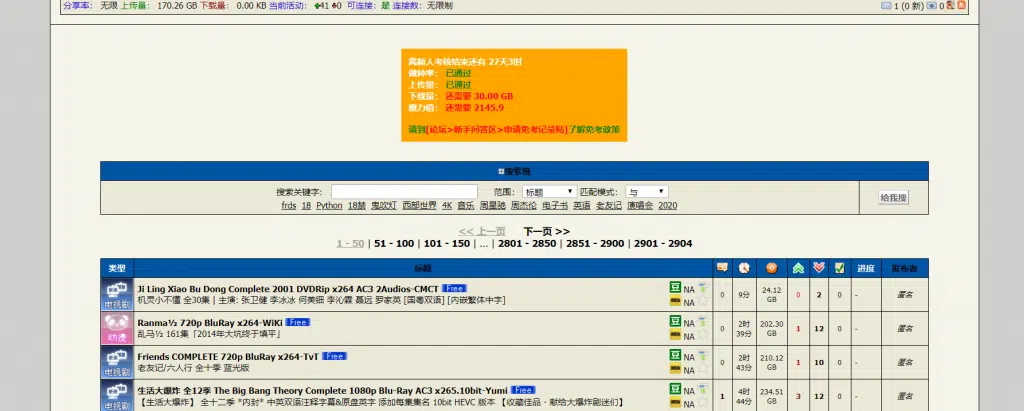 分享率： 无限 上传量： 170.26 GB 下载量： 0.00 KB 当前活动： 41 0 可连接：是 连接数：无限制 1 (0 新) 0
离新人考核结束还有 27天3时
做种率： 已通过
上传量： 已通过
下载量： 还需要 30.00 GB
魔力值： 还需要 2145.9
请到[论坛>新手问答区>申请免考记录贴]了解免考政策
搜索箱
搜索关键字： 范围： 标题 匹配模式： 与 给我搜
frds 18 Python 18禁 鬼吹灯 西部世界 4K 音乐 周星驰 周杰伦 电子书 英语 老友记 演唱会 2020
<< 上一页 下一页 >>
1 - 50 | 51 - 100 | 101 - 150 | ... | 2801 - 2850 | 2851 - 2900 | 2901 - 2904
类型 标题 进度 发布者
电视剧 Ji Ling Xiao Bu Dong Complete 2001 DVDRip x264 AC3 2Audios-CMCT Free 豆 NA 0 9分 24.12 GB 0 2 0 - 匿名
机灵小不懂 全30集 | 主演: 张卫健 李冰冰 何美钿 李沁霖 聂远 罗家英 [国粤双语] [内嵌繁体中字] NA
动漫 Ranma½ 720p BluRay x264-WiKi Free 豆 NA 0 2时39分 202.30 GB 1 12 0 - 匿名
乱马½ 161集「2014年大坑终于填平」 NA
电视剧 Friends COMPLETE 720p BluRay x264-TvT Free 豆 NA 0 2时43分 210.12 GB 1 10 0 - 匿名
老友记/六人行 全十季 蓝光版 NA
电视剧 生活大爆炸 全12季 The Big Bang Theory Complete 1080p Blu-Ray AC3 x265.10bit-Yumi Free 豆 NA 1 4时44分 234.51 GB 3 12 0 - 匿名
【生活大爆炸】 全十二季 *内封* 中英双语注释字幕&原盘英字 添加每集集名 10bit HEVC 版本 【收藏佳品 · 献给大爆炸剧迷们】 NA